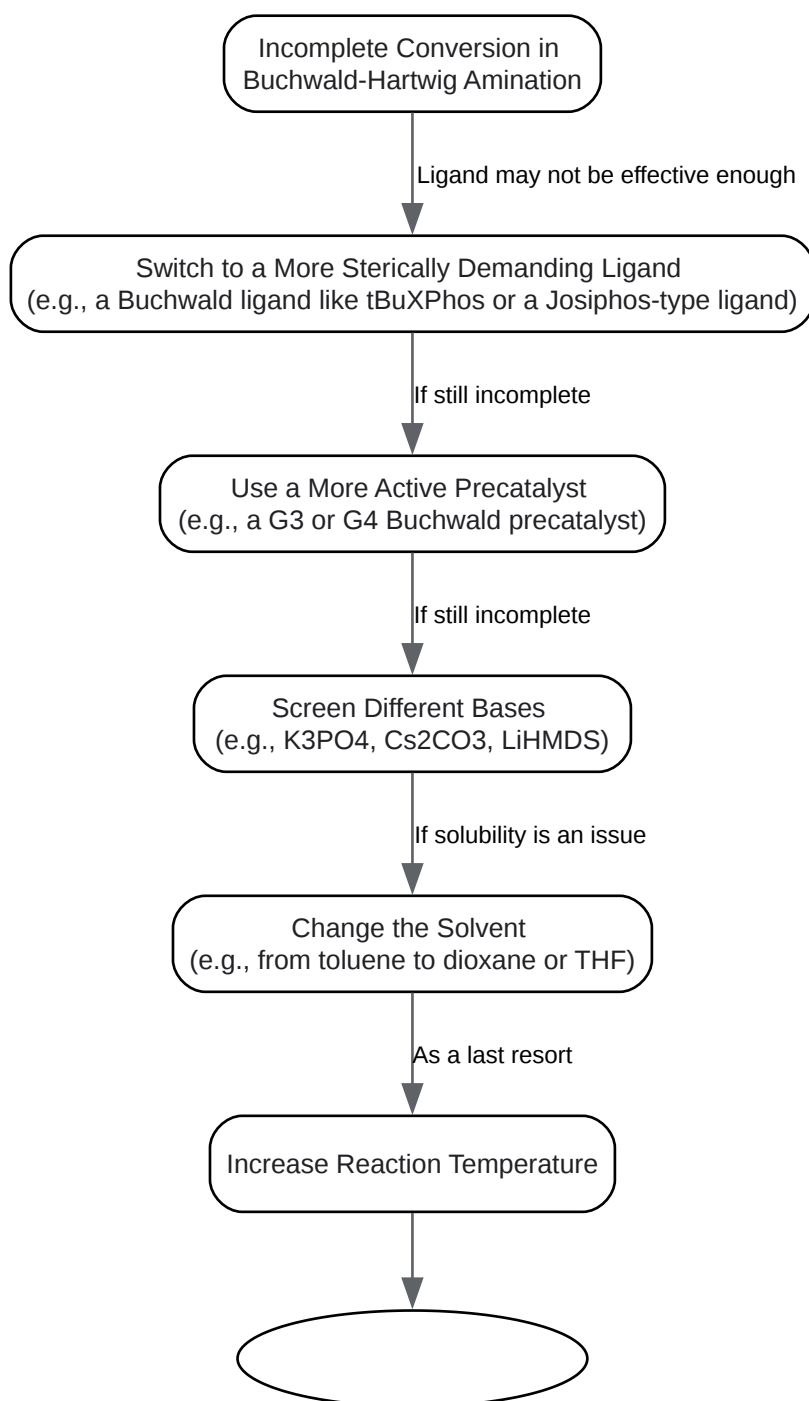 Incomplete Conversion in
Buchwald-Hartwig Amination
Ligand may not be effective enough
Switch to a More Sterically Demanding Ligand
(e.g., a Buchwald ligand like tBuXPhos or a Josiphos-type ligand)
If still incomplete
Use a More Active Precatalyst
(e.g., a G3 or G4 Buchwald precatalyst)
If still incomplete
Screen Different Bases
(e.g., K3PO4, Cs2CO3, LiHMDS)
If solubility is an issue
Change the Solvent
(e.g., from toluene to dioxane or THF)
As a last resort
Increase Reaction Temperature